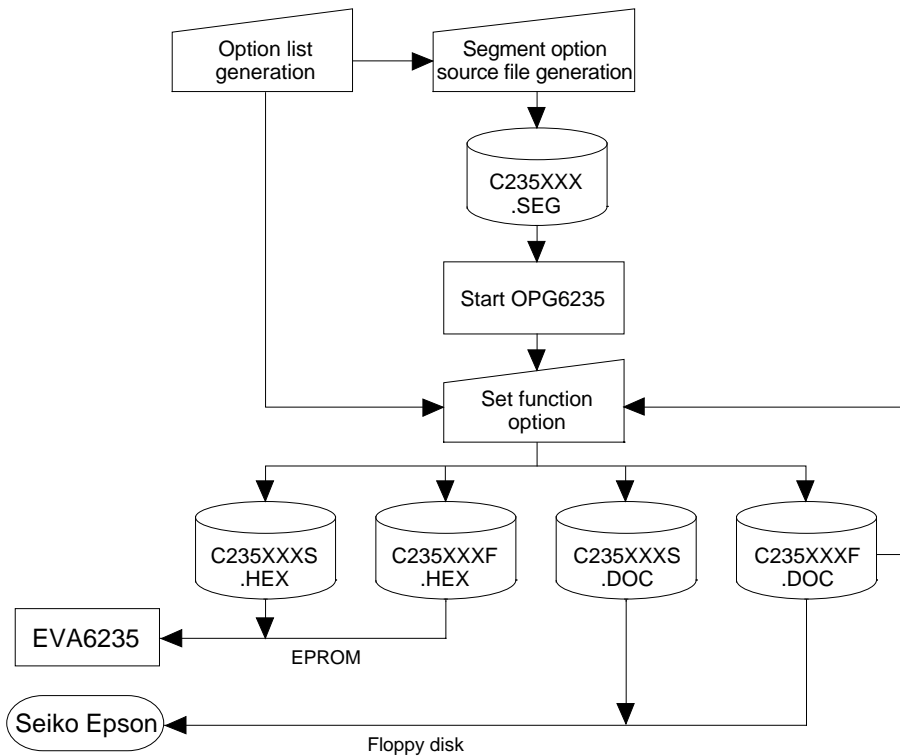 Option list
generation
Segment option
source file generation
C235XXX
.SEG
Start OPG6235
Set function
option
C235XXXS
.HEX
C235XXXF
.HEX
C235XXXS
.DOC
C235XXXF
.DOC
EVA6235
EPROM
Seiko Epson
Floppy disk